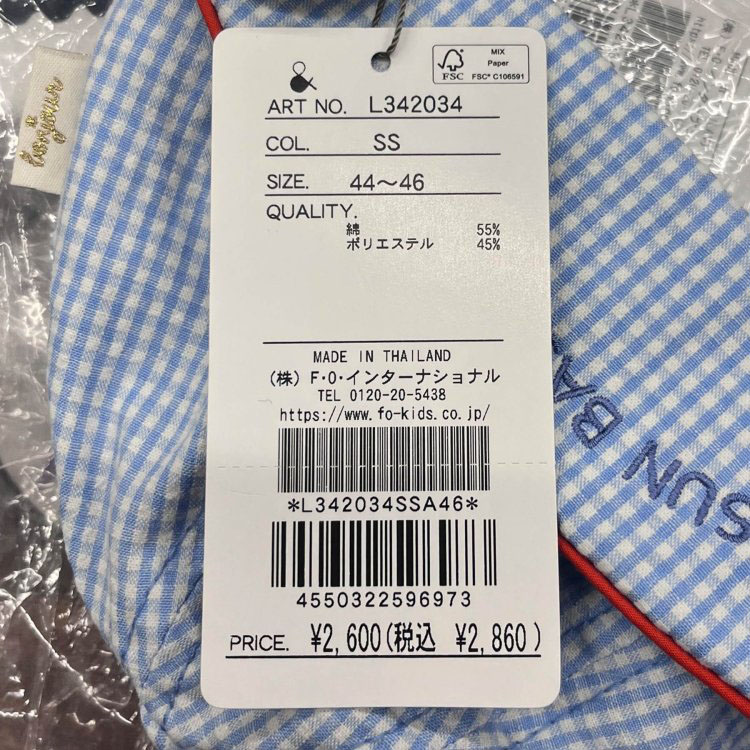 bonjour
&
FSC
MIX
Paper
FSC® C106591
ART NO. L342034
COL. SS
SIZE. 44～46
QUALITY.
綿 55%
ポリエステル 45%
MADE IN THAILAND
(株) F・O・インターナショナル
TEL 0120-20-5438
https://www.fo-kids.co.jp/
*L342034SSA46*
4550322596973
PRICE. ¥2,600(税込 ¥2,860)
SUN BA